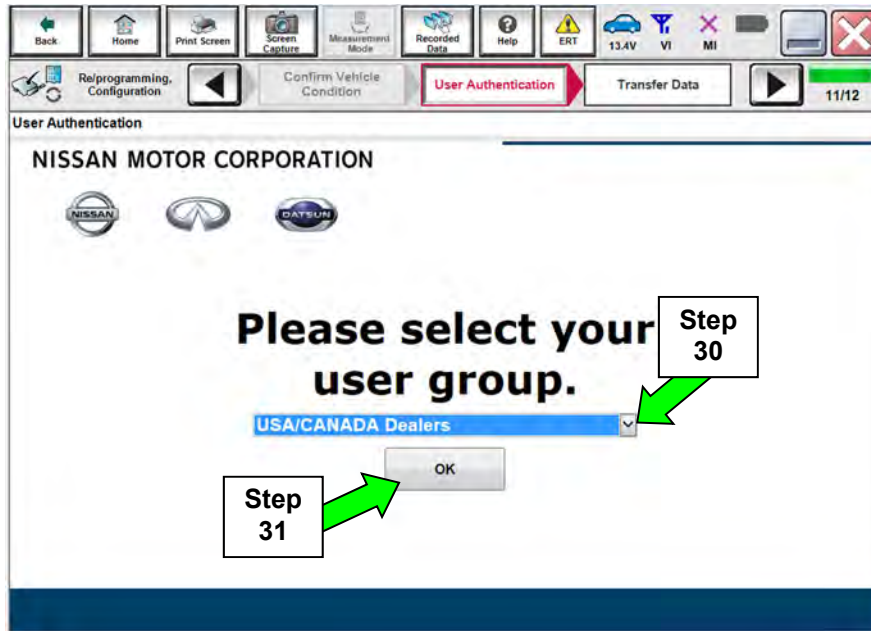 Back
Home
Print Screen
Screen
Capture
Measurement
Mode
Recorded
Data
Help
ERT
13.4V
VI
MI
Re/programming,
Configuration
Confirm Vehicle
Condition
User Authentication
Transfer Data
11/12
User Authentication
NISSAN MOTOR CORPORATION
NISSAN
DATSUN
Please select your
user group.
Step
30
USA/CANADA Dealers
OK
Step
31